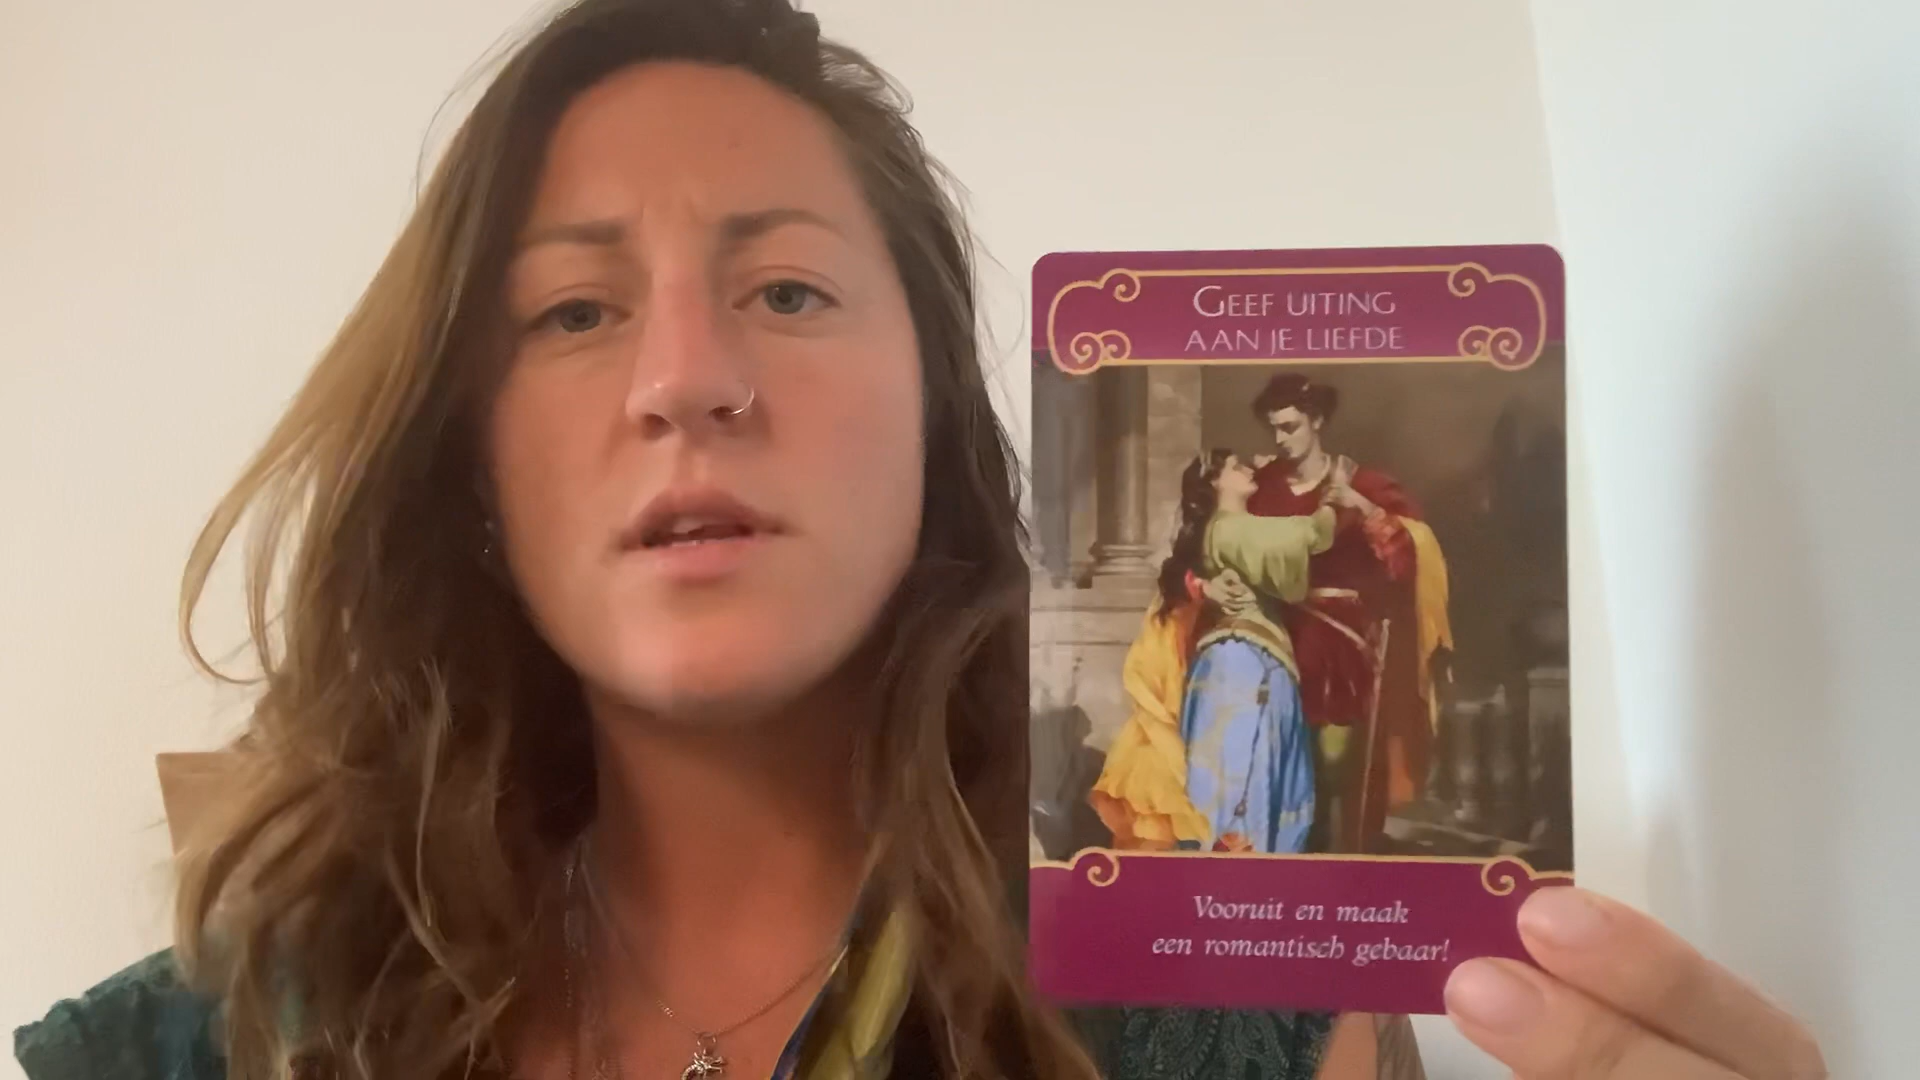 GEEF UITING
AAN JE LIEFDE
Vooruit en maak
een romantisch gebaar!